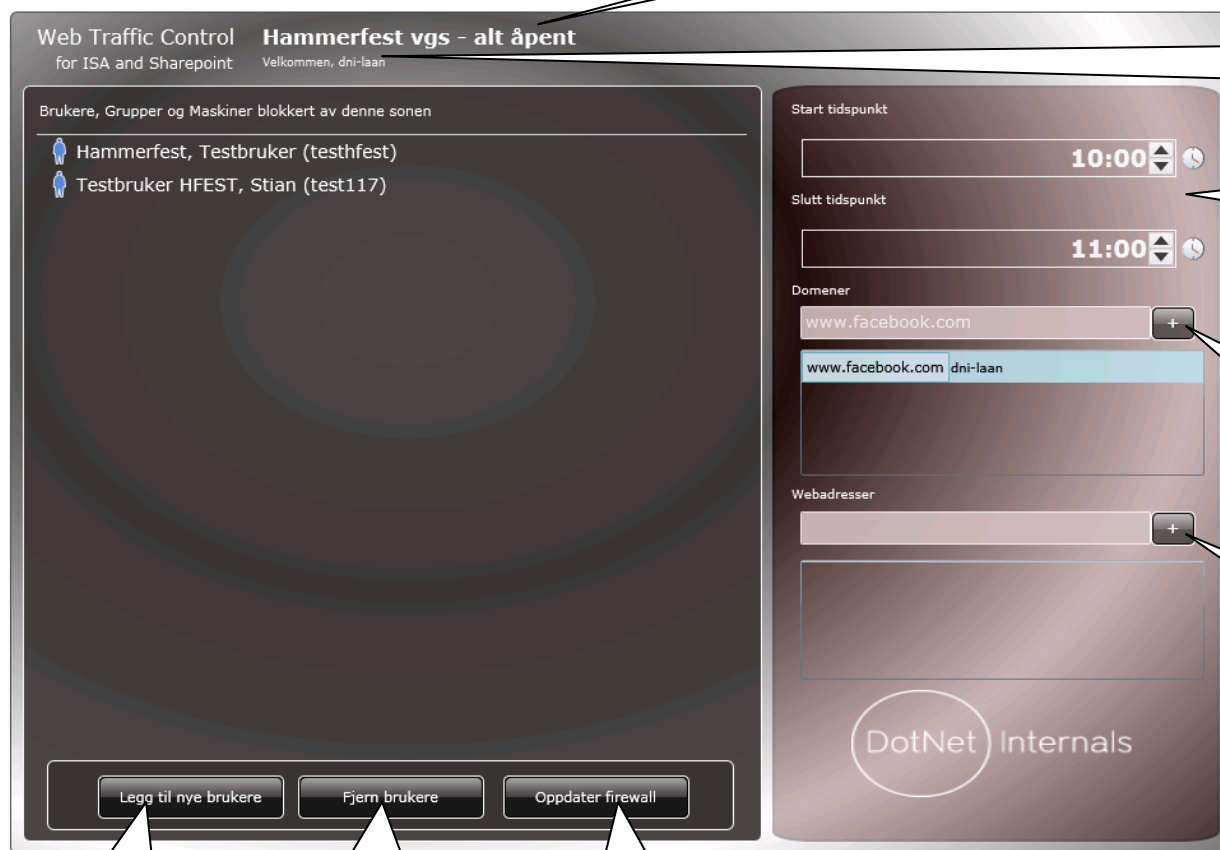 Web Traffic Control
for ISA and Sharepoint
Hammerfest vgs - alt åpent
Velkommen, dni-laan
Brukere, Grupper og Maskiner blokkert av denne sonen
Hammerfest, Testbruker (testhfest)
Testbruker HFEST, Stian (test117)
Legg til nye brukere
Fjern brukere
Oppdater firewall
Start tidspunkt
10:00
Slutt tidspunkt
11:00
Domener
www.facebook.com
+
www.facebook.com dni-laan
Webadresser
+
DotNet Internals